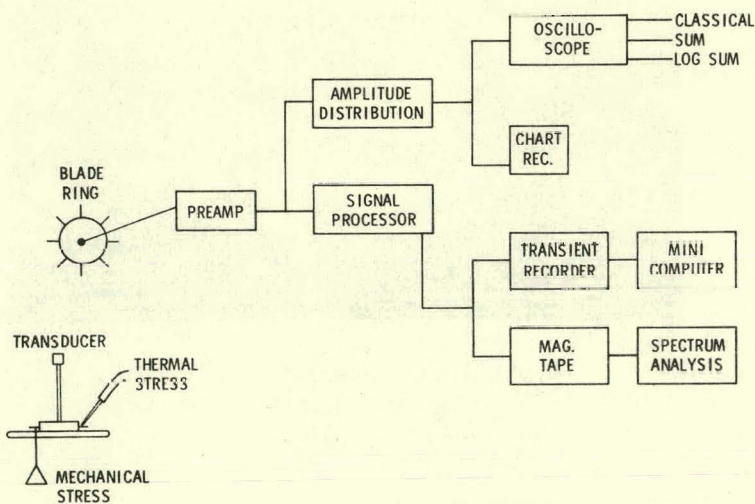 CLASSICAL
OSCILLO-
SCOPE
SUM
LOG SUM
AMPLITUDE
DISTRIBUTION
CHART
REC.
BLADE
RING
PREAMP
SIGNAL
PROCESSOR
TRANSIENT
RECORDER
MINI
COMPUTER
TRANSDUCER
THERMAL
STRESS
MAG.
TAPE
SPECTRUM
ANALYSIS
MECHANICAL
STRESS